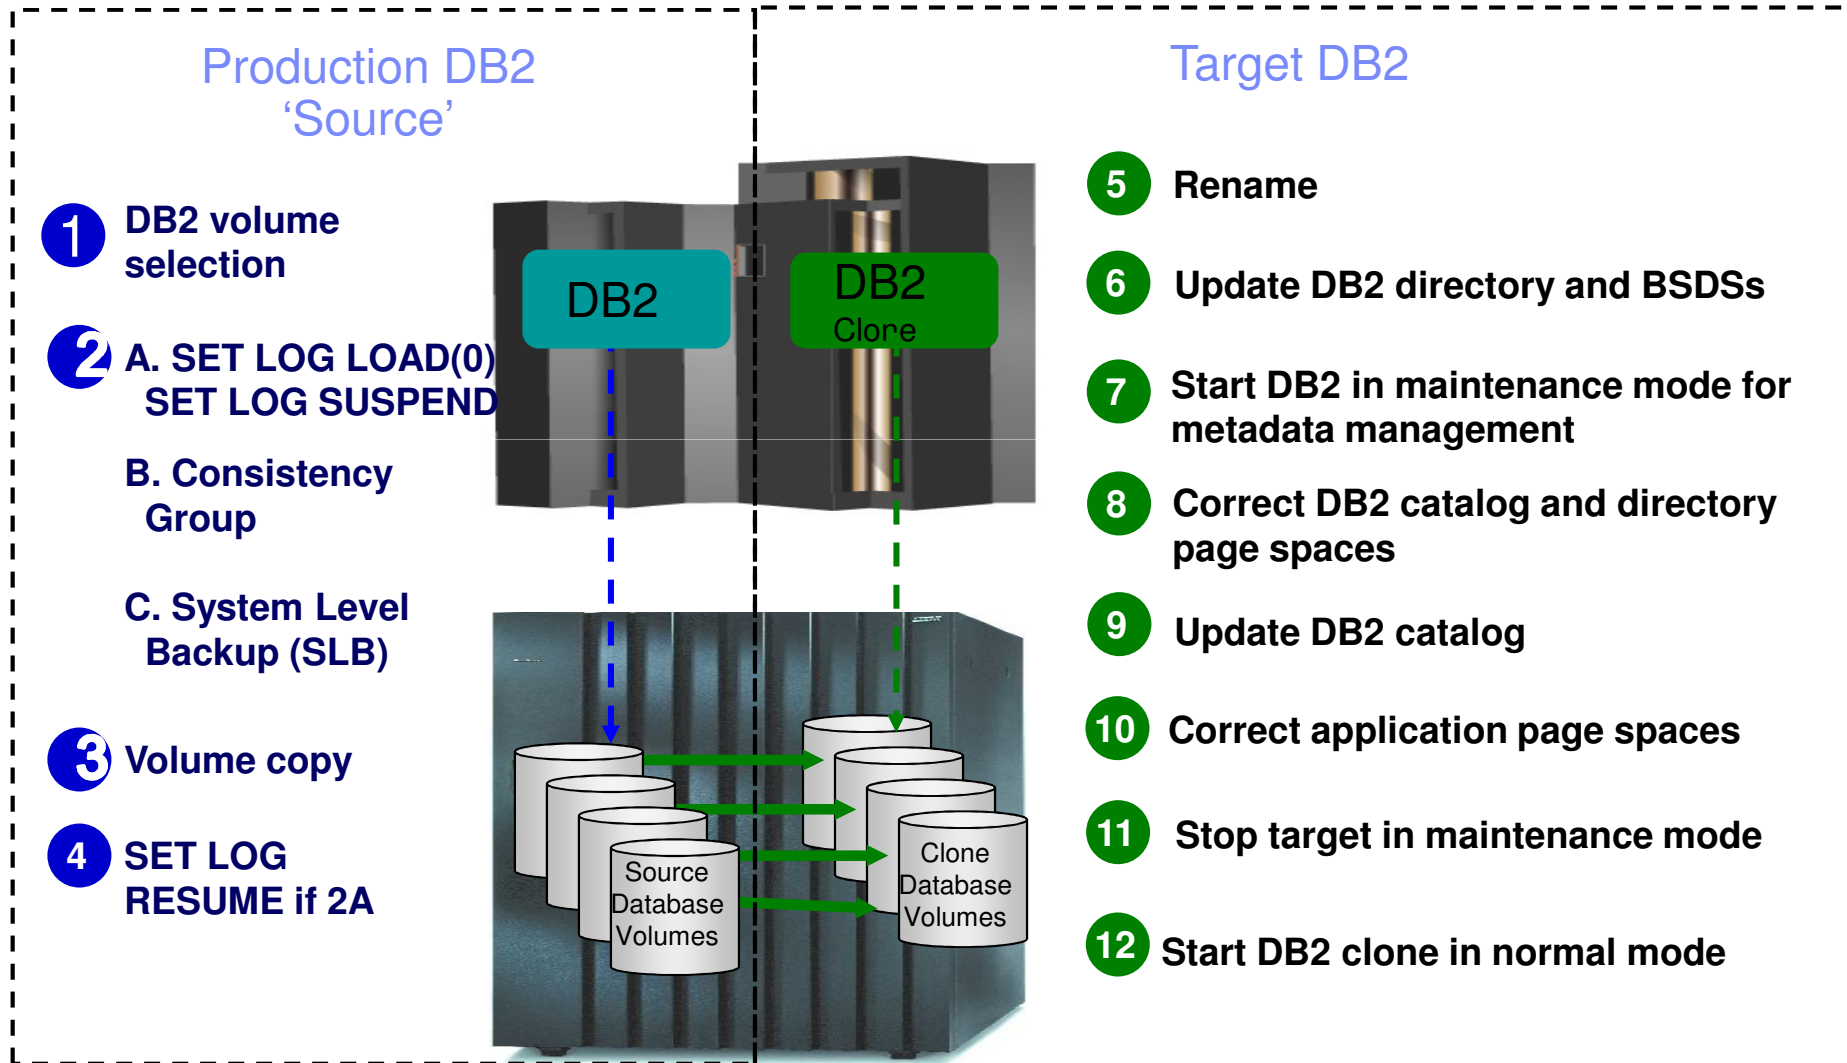 Production DB2
‘Source’
1
DB2 volume
selection
2
A. SET LOG LOAD(0)
SET LOG SUSPEND
B. Consistency
Group
C. System Level
Backup (SLB)
3
Volume copy
4
SET LOG
RESUME if 2A
DB2
DB2
Clone
Source
Database
Volumes
Clone
Database
Volumes
Target DB2
5
Rename
6
Update DB2 directory and BSDSs
7
Start DB2 in maintenance mode for
metadata management
8
Correct DB2 catalog and directory
page spaces
9
Update DB2 catalog
10
Correct application page spaces
11
Stop target in maintenance mode
12
Start DB2 clone in normal mode